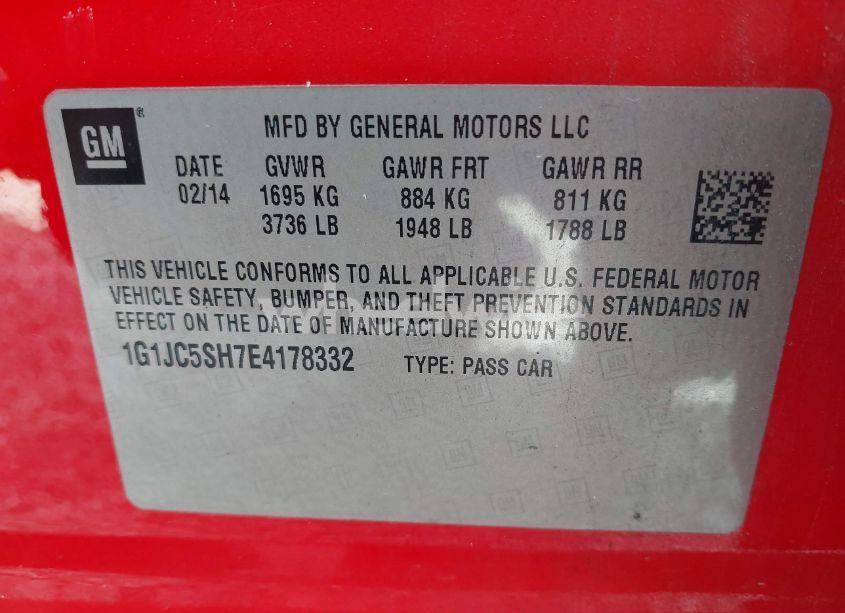 GM®
MFD BY GENERAL MOTORS LLC
DATE GVWR GAWR FRT GAWR RR
02/14 1695 KG 884 KG 811 KG
3736 LB 1948 LB 1788 LB
THIS VEHICLE CONFORMS TO ALL APPLICABLE U.S. FEDERAL MOTOR
VEHICLE SAFETY, BUMPER, AND THEFT PREVENTION STANDARDS IN
EFFECT ON THE DATE OF MANUFACTURE SHOWN ABOVE.
1G1JC5SH7E4178332 TYPE: PASS CAR